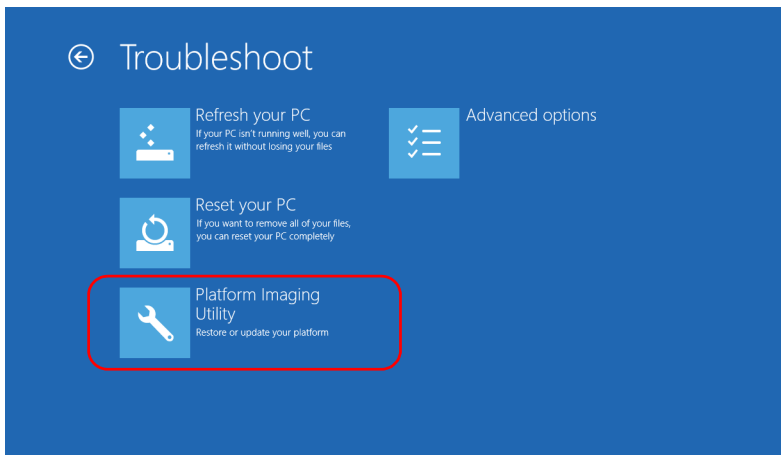 Troubleshoot
Refresh your PC
If your PC isn't running well, you can
refresh it without losing your files
Advanced options
Reset your PC
If you want to remove all of your files,
you can reset your PC completely
Platform Imaging
Utility
Restore or update your platform